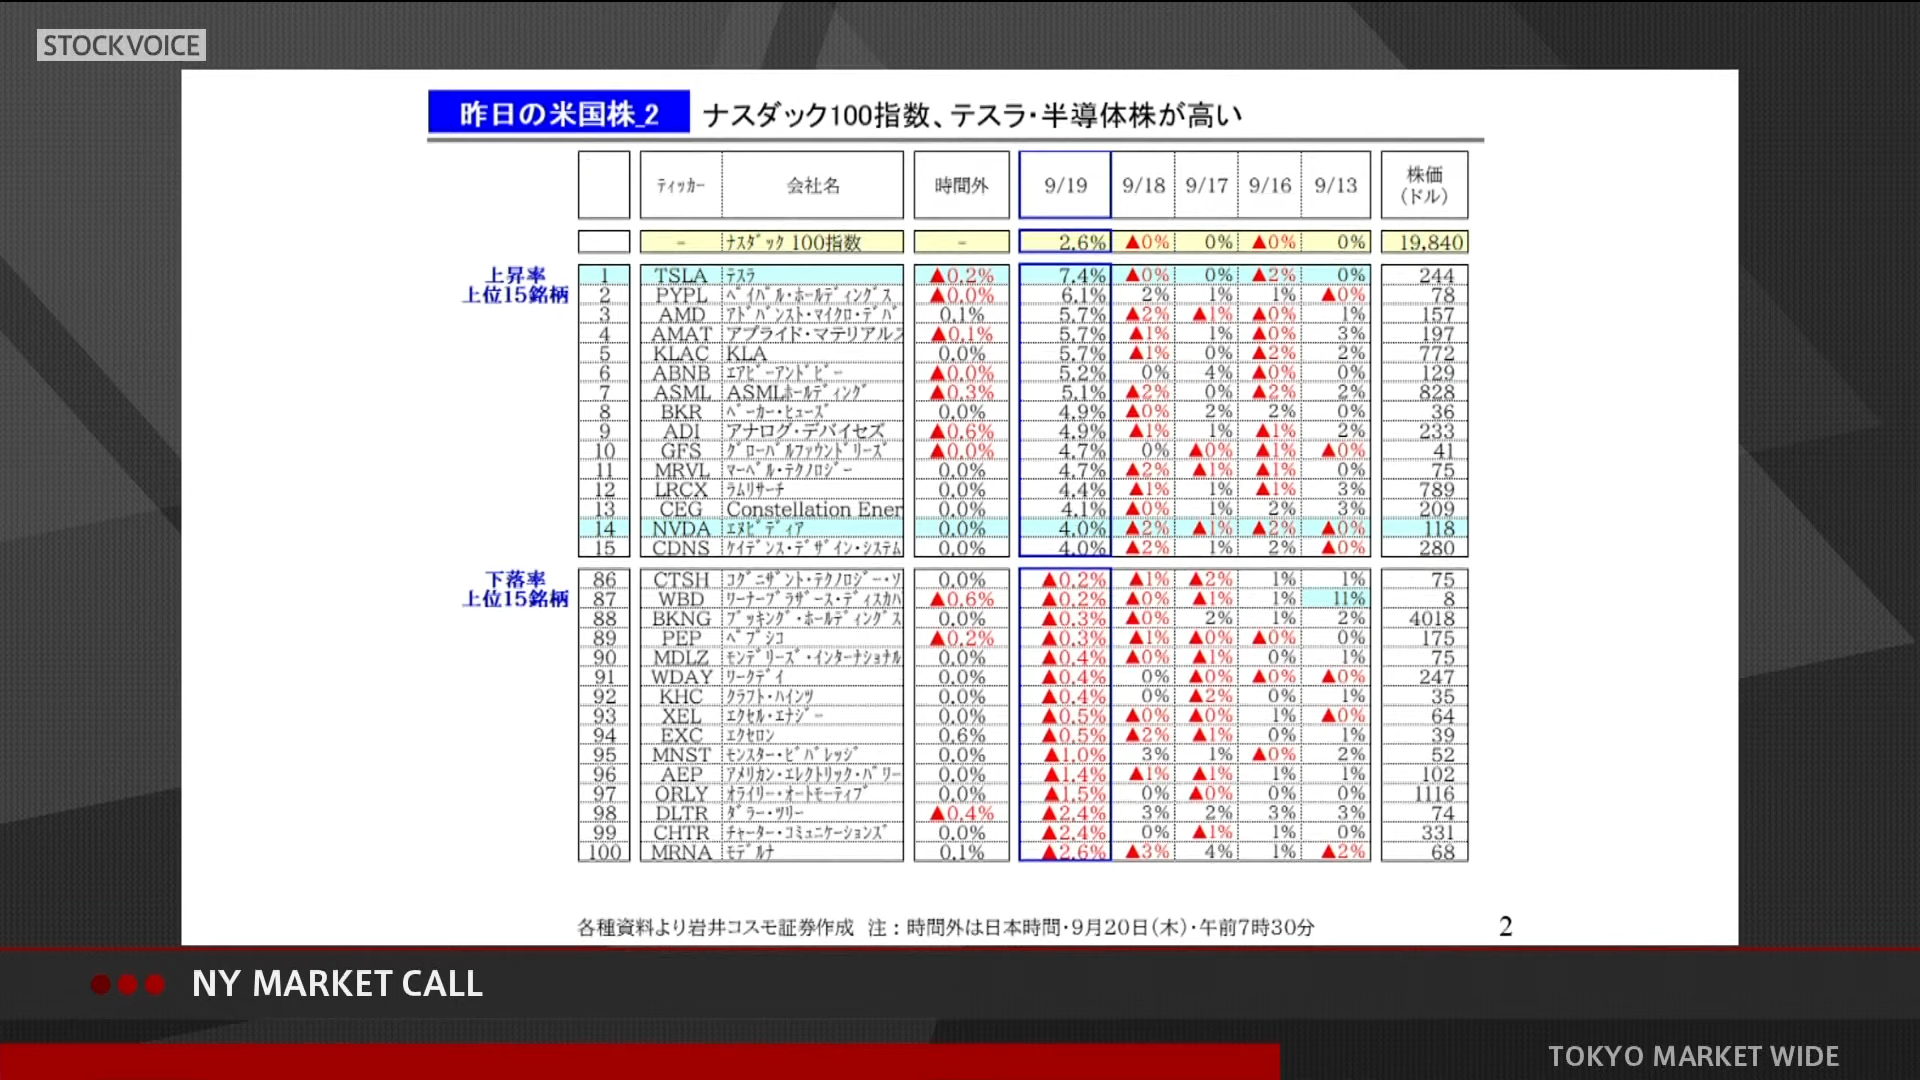 STOCKVOICE
昨日の米国株_2 ナスダック100指数、テスラ・半導体株が高い
ﾃｨｯｶｰ 会社名 時間外 9/19 9/18 9/17 9/16 9/13 株価(ドル)
- ﾅｽﾀﾞｯｸ 100指数 - 2.6% ▲0% 0% ▲0% 0% 19,840
上昇率
上位15銘柄
1 TSLA ﾃｽﾗ ▲0.2% 7.4% ▲0% 0% ▲2% 0% 244
2 PYPL ﾍﾟｲﾊﾟﾙ・ﾎｰﾙﾃﾞｨﾝｸﾞｽ ▲0.0% 6.1% 2% 1% 1% ▲0% 78
3 AMD ｱﾄﾞﾊﾞﾝｽﾄ・ﾏｲｸﾛ・ﾃﾞﾊﾞ 0.1% 5.7% ▲2% ▲1% ▲0% 1% 157
4 AMAT アプライド・マテリアルズ ▲0.1% 5.7% ▲1% 1% ▲0% 3% 197
5 KLAC KLA 0.0% 5.7% ▲1% 0% ▲2% 2% 772
6 ABNB ｴｱﾋﾞｰｱﾝﾄﾞﾋﾞｰ ▲0.0% 5.2% 0% 4% ▲0% 0% 129
7 ASML ASMLﾎｰﾙﾃﾞｨﾝｸﾞ ▲0.3% 5.1% ▲2% 0% ▲2% 2% 828
8 BKR ﾍﾞｰｶｰ・ﾋｭｰｽﾞ 0.0% 4.9% ▲0% 2% 2% 0% 36
9 ADI アナログ・デバイセズ ▲0.6% 4.9% ▲1% 1% ▲1% 2% 233
10 GFS ｸﾞﾛｰﾊﾞﾙﾌｧｳﾝﾄﾞﾘｰｽﾞ ▲0.0% 4.7% 0% ▲0% ▲1% ▲0% 41
11 MRVL ﾏｰﾍﾞﾙ・ﾃｸﾉﾛｼﾞｰ 0.0% 4.7% ▲2% ▲1% ▲1% 0% 75
12 LRCX ﾗﾑﾘｻｰﾁ 0.0% 4.4% ▲1% 1% ▲1% 3% 789
13 CEG Constellation Ener 0.0% 4.1% ▲0% 1% 2% 3% 209
14 NVDA ｴﾇﾋﾞﾃﾞｨｱ 0.0% 4.0% ▲2% ▲1% ▲2% ▲0% 118
15 CDNS ｹｲﾃﾞﾝｽ・ﾃﾞｻﾞｲﾝ・ｼｽﾃﾑ 0.0% 4.0% ▲2% 1% 2% ▲0% 280
下落率
上位15銘柄
86 CTSH ｺｸﾞﾆｻﾞﾝﾄ・ﾃｸﾉﾛｼﾞｰ・ｿ 0.0% ▲0.2% ▲1% ▲2% 1% 1% 75
87 WBD ﾜｰﾅｰﾌﾞﾗｻﾞｰｽ・ﾃﾞｨｽｶﾊ ▲0.6% ▲0.2% ▲0% ▲1% 1% 11% 8
88 BKNG ﾌﾞｯｷﾝｸﾞ・ﾎｰﾙﾃﾞｨﾝｸﾞｽ 0.0% ▲0.3% ▲0% 2% 1% 2% 4018
89 PEP ﾍﾟﾌﾟｼｺ ▲0.2% ▲0.3% ▲1% ▲0% ▲0% 0% 175
90 MDLZ ﾓﾝﾃﾞﾘｰｽﾞ・ｲﾝﾀｰﾅｼｮﾅﾙ 0.0% ▲0.4% ▲0% ▲1% 0% 1% 75
91 WDAY ﾜｰｸﾃﾞｲ 0.0% ▲0.4% 0% ▲0% ▲0% ▲0% 247
92 KHC ｸﾗﾌﾄ・ﾊｲﾝﾂ 0.0% ▲0.4% 0% ▲2% 0% 1% 35
93 XEL ｴｸｾﾙ・ｴﾅｼﾞｰ 0.0% ▲0.5% ▲0% ▲0% 1% ▲0% 64
94 EXC ｴｸｾﾛﾝ 0.6% ▲0.5% ▲2% ▲1% 0% 1% 39
95 MNST ﾓﾝｽﾀｰ・ﾋﾞﾊﾞﾚｯｼﾞ 0.0% ▲1.0% 3% 1% ▲0% 2% 52
96 AEP ｱﾒﾘｶﾝ・ｴﾚｸﾄﾘｯｸ・ﾊﾟﾜｰ 0.0% ▲1.4% ▲1% ▲1% 1% 1% 102
97 ORLY ｵﾗｲﾘｰ・ｵｰﾄﾓｰﾃｨﾌﾞ 0.0% ▲1.5% 0% ▲0% 0% 0% 1116
98 DLTR ﾀﾞﾗｰ・ﾂﾘｰ ▲0.4% ▲2.4% 3% 2% 3% 3% 74
99 CHTR ﾁｬｰﾀｰ・ｺﾐｭﾆｹｰｼｮﾝｽﾞ 0.0% ▲2.4% 0% ▲1% 1% 0% 331
100 MRNA ﾓﾃﾞﾙﾅ 0.1% ▲2.6% ▲3% 4% 1% ▲2% 68
各種資料より岩井コスモ証券作成 注：時間外は日本時間・9月20日(木)・午前7時30分 2
NY MARKET CALL
TOKYO MARKET WIDE